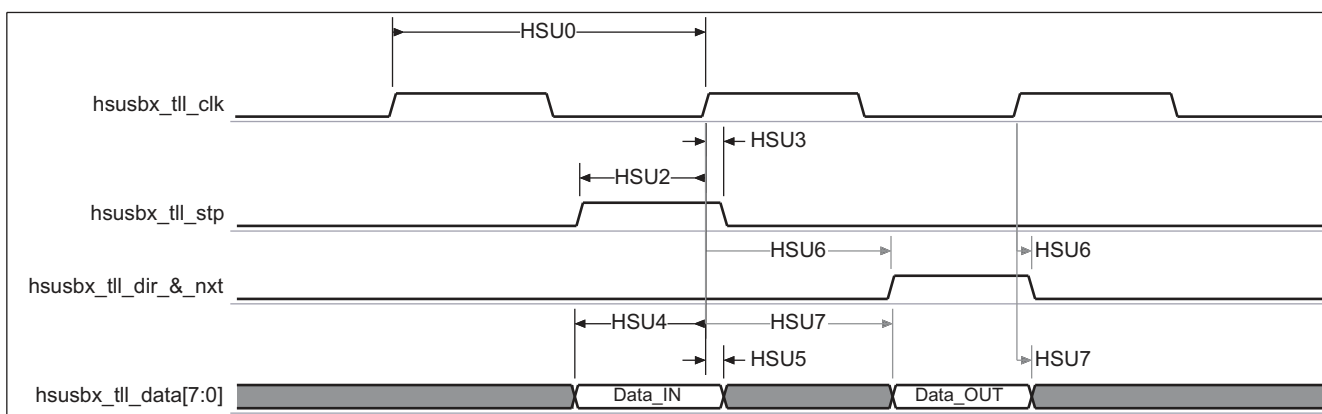 HSU0
hsusbx_tll_clk
HSU3
HSU2
hsusbx_tll_stp
HSU6
HSU6
hsusbx_tll_dir_&_nxt
HSU4
HSU7
HSU5
HSU7
hsusbx_tll_data[7:0]
Data_IN
Data_OUT